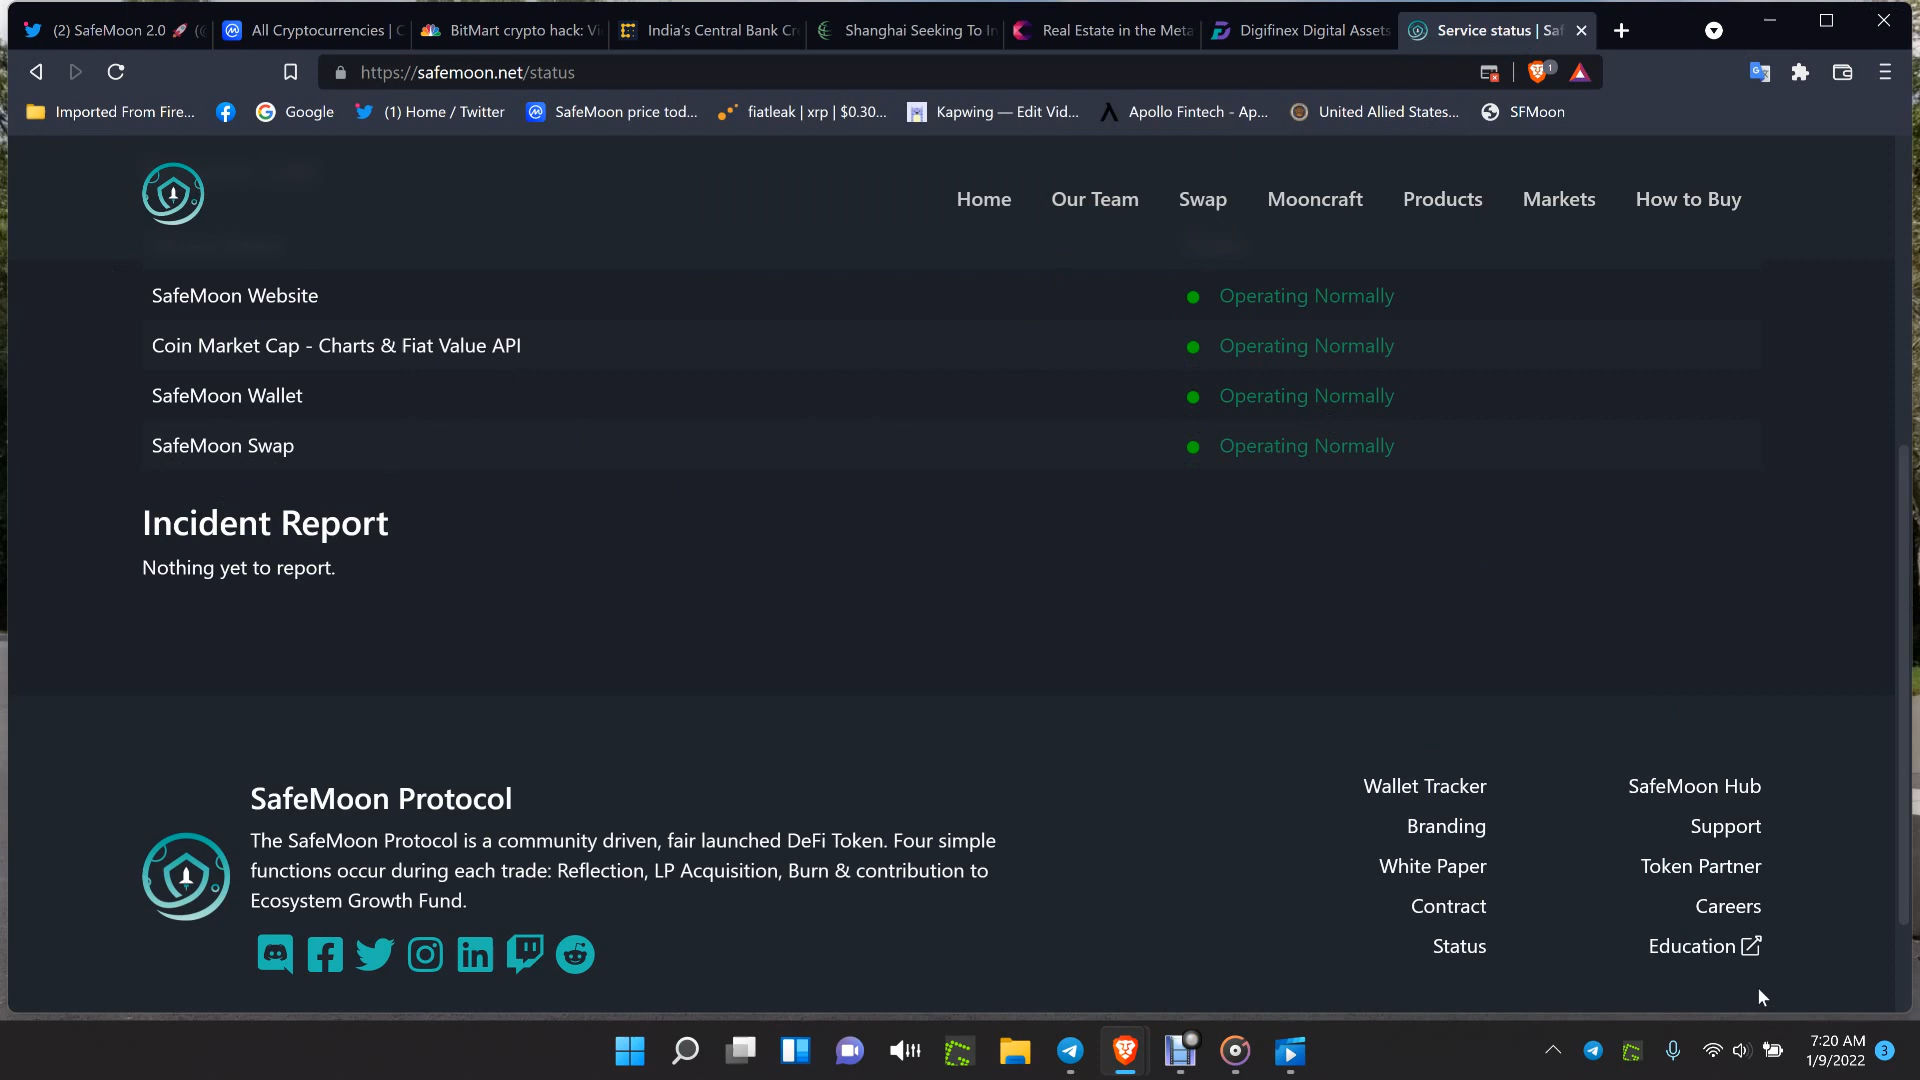 (2) SafeMoon 2.0 🚀 (
All Cryptocurrencies | C
BitMart crypto hack: Vi
India's Central Bank Cr
Shanghai Seeking To In
Real Estate in the Meta
Digifinex Digital Assets
Service status | Saf
https://safemoon.net/status
1
Imported From Fire...
Google
(1) Home / Twitter
SafeMoon price tod...
fiatleak | xrp | $0.30...
Kapwing — Edit Vid...
Apollo Fintech - Ap...
United Allied States...
SFMoon
Home
Our Team
Swap
Mooncraft
Products
Markets
How to Buy
SafeMoon Website
Operating Normally
Coin Market Cap - Charts & Fiat Value API
Operating Normally
SafeMoon Wallet
Operating Normally
SafeMoon Swap
Operating Normally
Incident Report
Nothing yet to report.
SafeMoon Protocol
The SafeMoon Protocol is a community driven, fair launched DeFi Token. Four simple
functions occur during each trade: Reflection, LP Acquisition, Burn & contribution to
Ecosystem Growth Fund.
Wallet Tracker
Branding
White Paper
Contract
Status
SafeMoon Hub
Support
Token Partner
Careers
Education
7:20 AM
1/9/2022
3